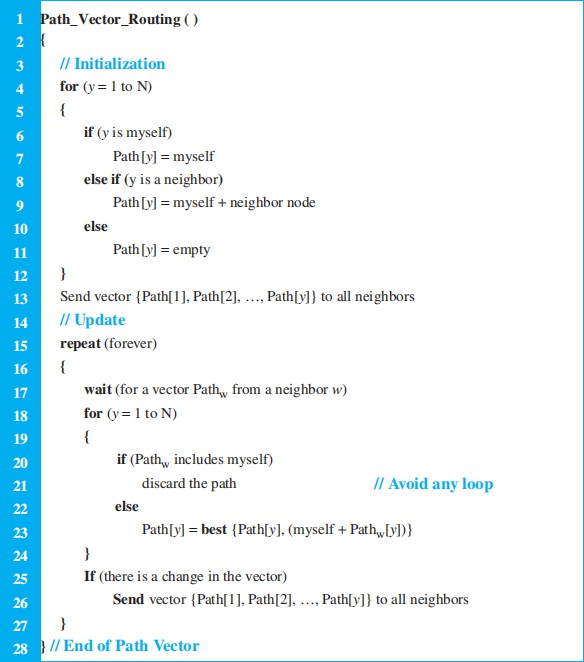 1 Path_Vector_Routing ( )
2 {
3 // Initialization
4 for (y = 1 to N)
5 {
6 if (y is myself)
7 Path[y] = myself
8 else if (y is a neighbor)
9 Path[y] = myself + neighbor node
10 else
11 Path[y] = empty
12 }
13 Send vector {Path[1], Path[2], …, Path[y]} to all neighbors
14 // Update
15 repeat (forever)
16 {
17 wait (for a vector Pathw from a neighbor w)
18 for (y = 1 to N)
19 {
20 if (Pathw includes myself)
21 discard the path // Avoid any loop
22 else
23 Path[y] = best {Path[y], (myself + Pathw[y])}
24 }
25 If (there is a change in the vector)
26 Send vector {Path[1], Path[2], …, Path[y]} to all neighbors
27 }
28 } // End of Path Vector